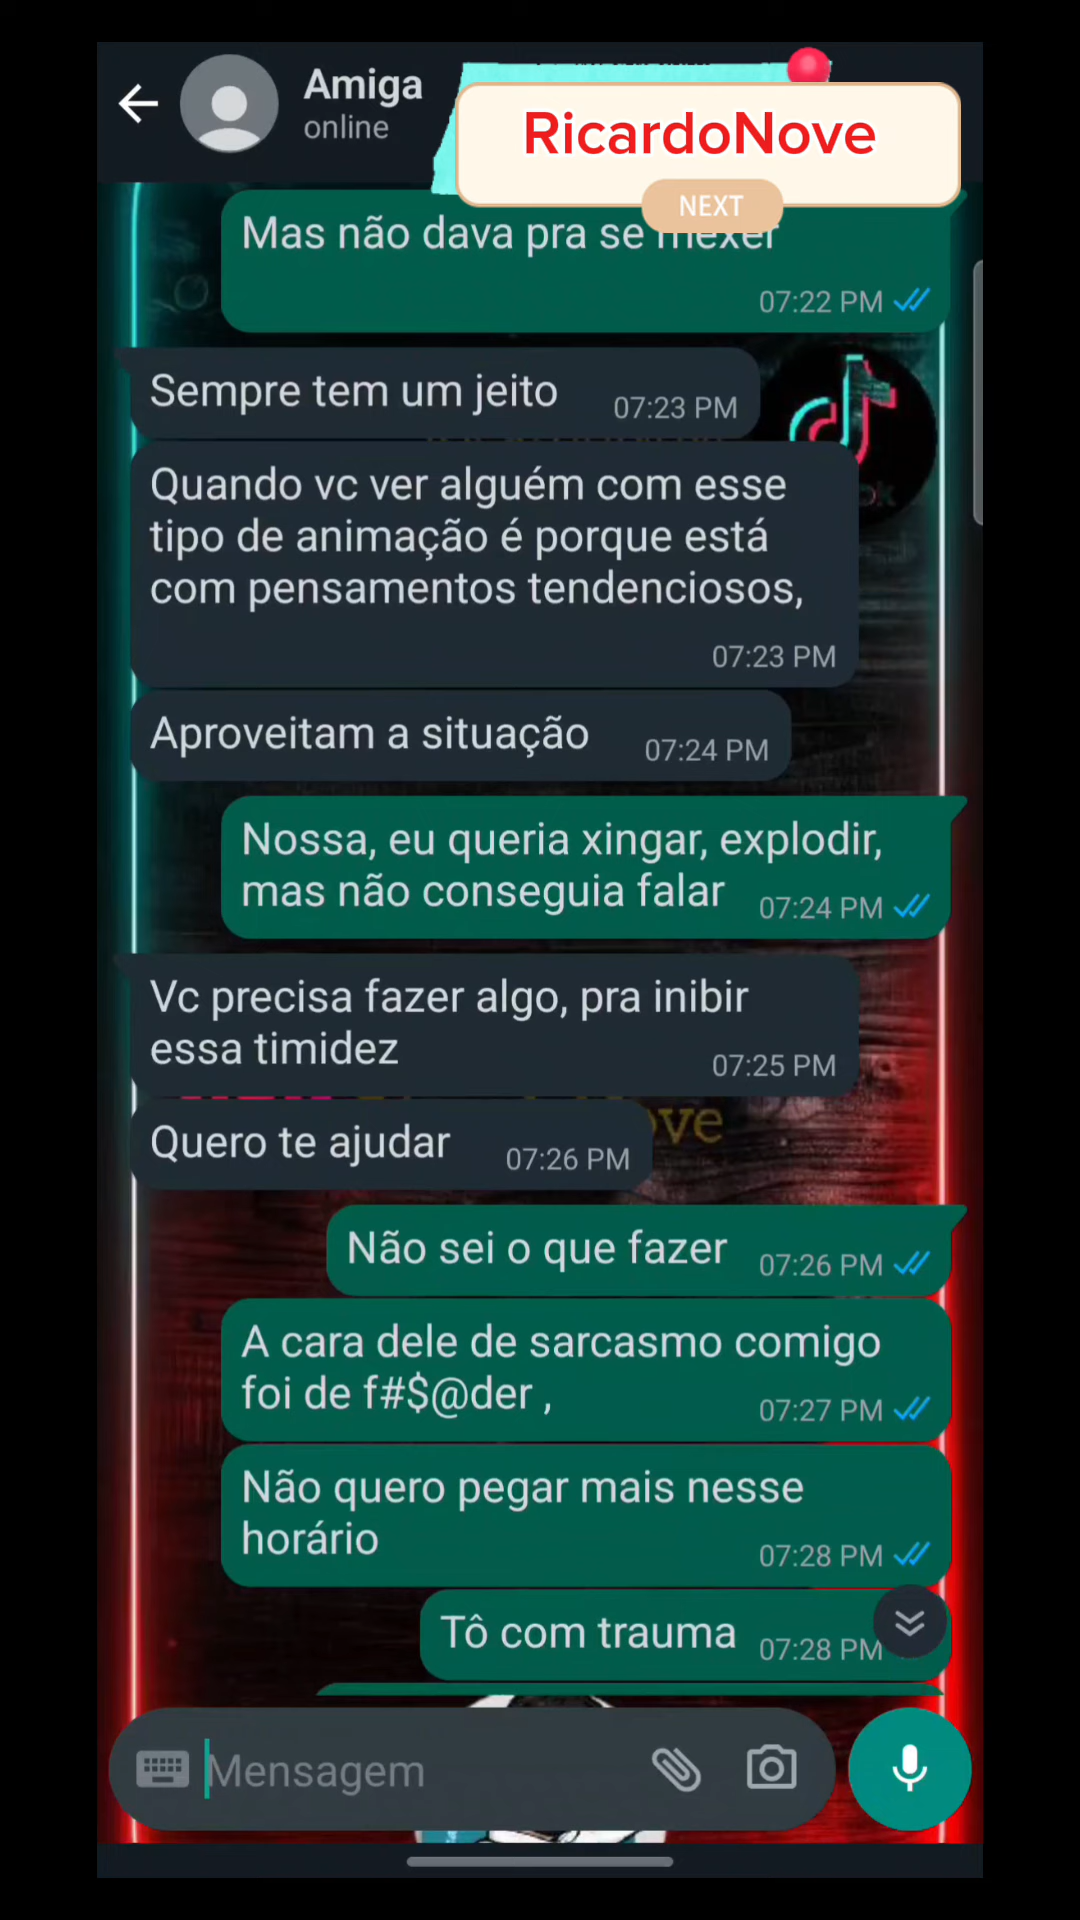 Amiga
online
RicardoNove
NEXT
Mas não dava pra se mexer
07:22 PM
Sempre tem um jeito 07:23 PM
Quando vc ver alguém com esse
tipo de animação é porque está
com pensamentos tendenciosos,
07:23 PM
Aproveitam a situação 07:24 PM
Nossa, eu queria xingar, explodir,
mas não conseguia falar 07:24 PM
Vc precisa fazer algo, pra inibir
essa timidez 07:25 PM
Quero te ajudar 07:26 PM
Não sei o que fazer 07:26 PM
A cara dele de sarcasmo comigo
foi de f#$@der , 07:27 PM
Não quero pegar mais nesse
horário 07:28 PM
Tô com trauma 07:28 PM
Mensagem